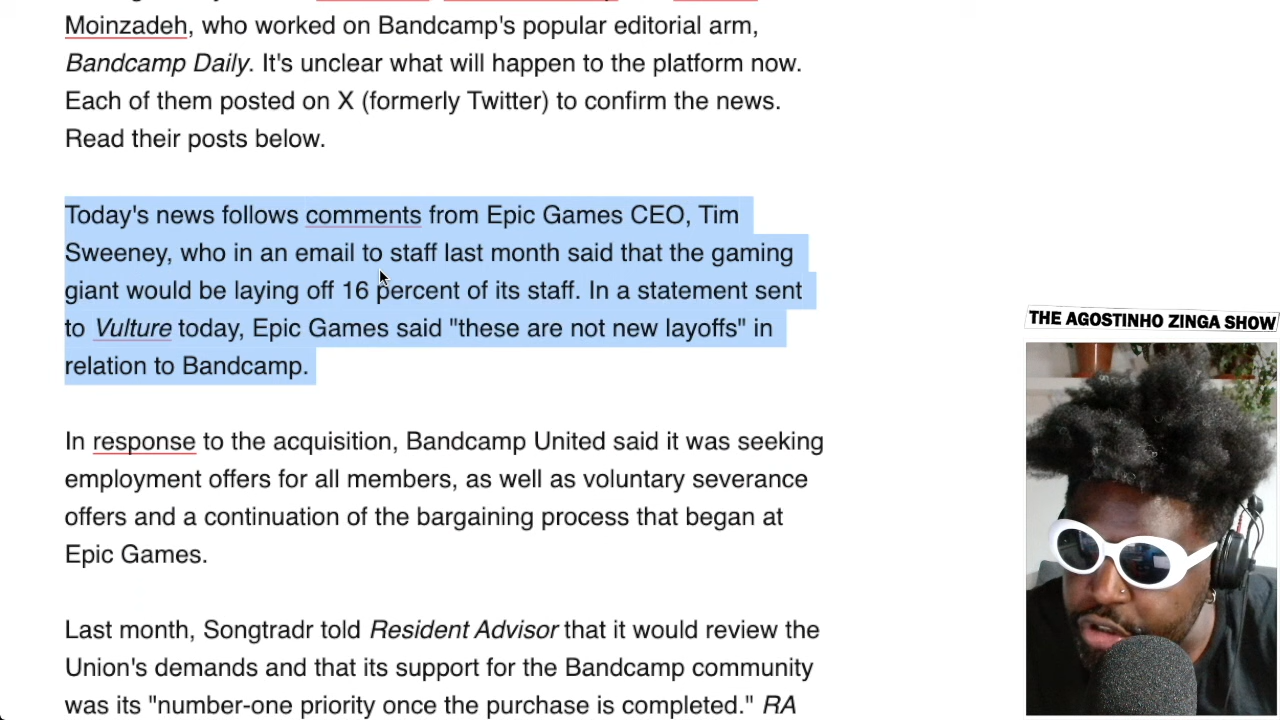 Moinzadeh, who worked on Bandcamp's popular editorial arm,
Bandcamp Daily. It's unclear what will happen to the platform now.
Each of them posted on X (formerly Twitter) to confirm the news.
Read their posts below.
Today's news follows comments from Epic Games CEO, Tim
Sweeney, who in an email to staff last month said that the gaming
giant would be laying off 16 percent of its staff. In a statement sent
to Vulture today, Epic Games said "these are not new layoffs" in
relation to Bandcamp.
In response to the acquisition, Bandcamp United said it was seeking
employment offers for all members, as well as voluntary severance
offers and a continuation of the bargaining process that began at
Epic Games.
Last month, Songtradr told Resident Advisor that it would review the
Union's demands and that its support for the Bandcamp community
was its "number-one priority once the purchase is completed." RA
THE AGOSTINHO ZINGA SHOW